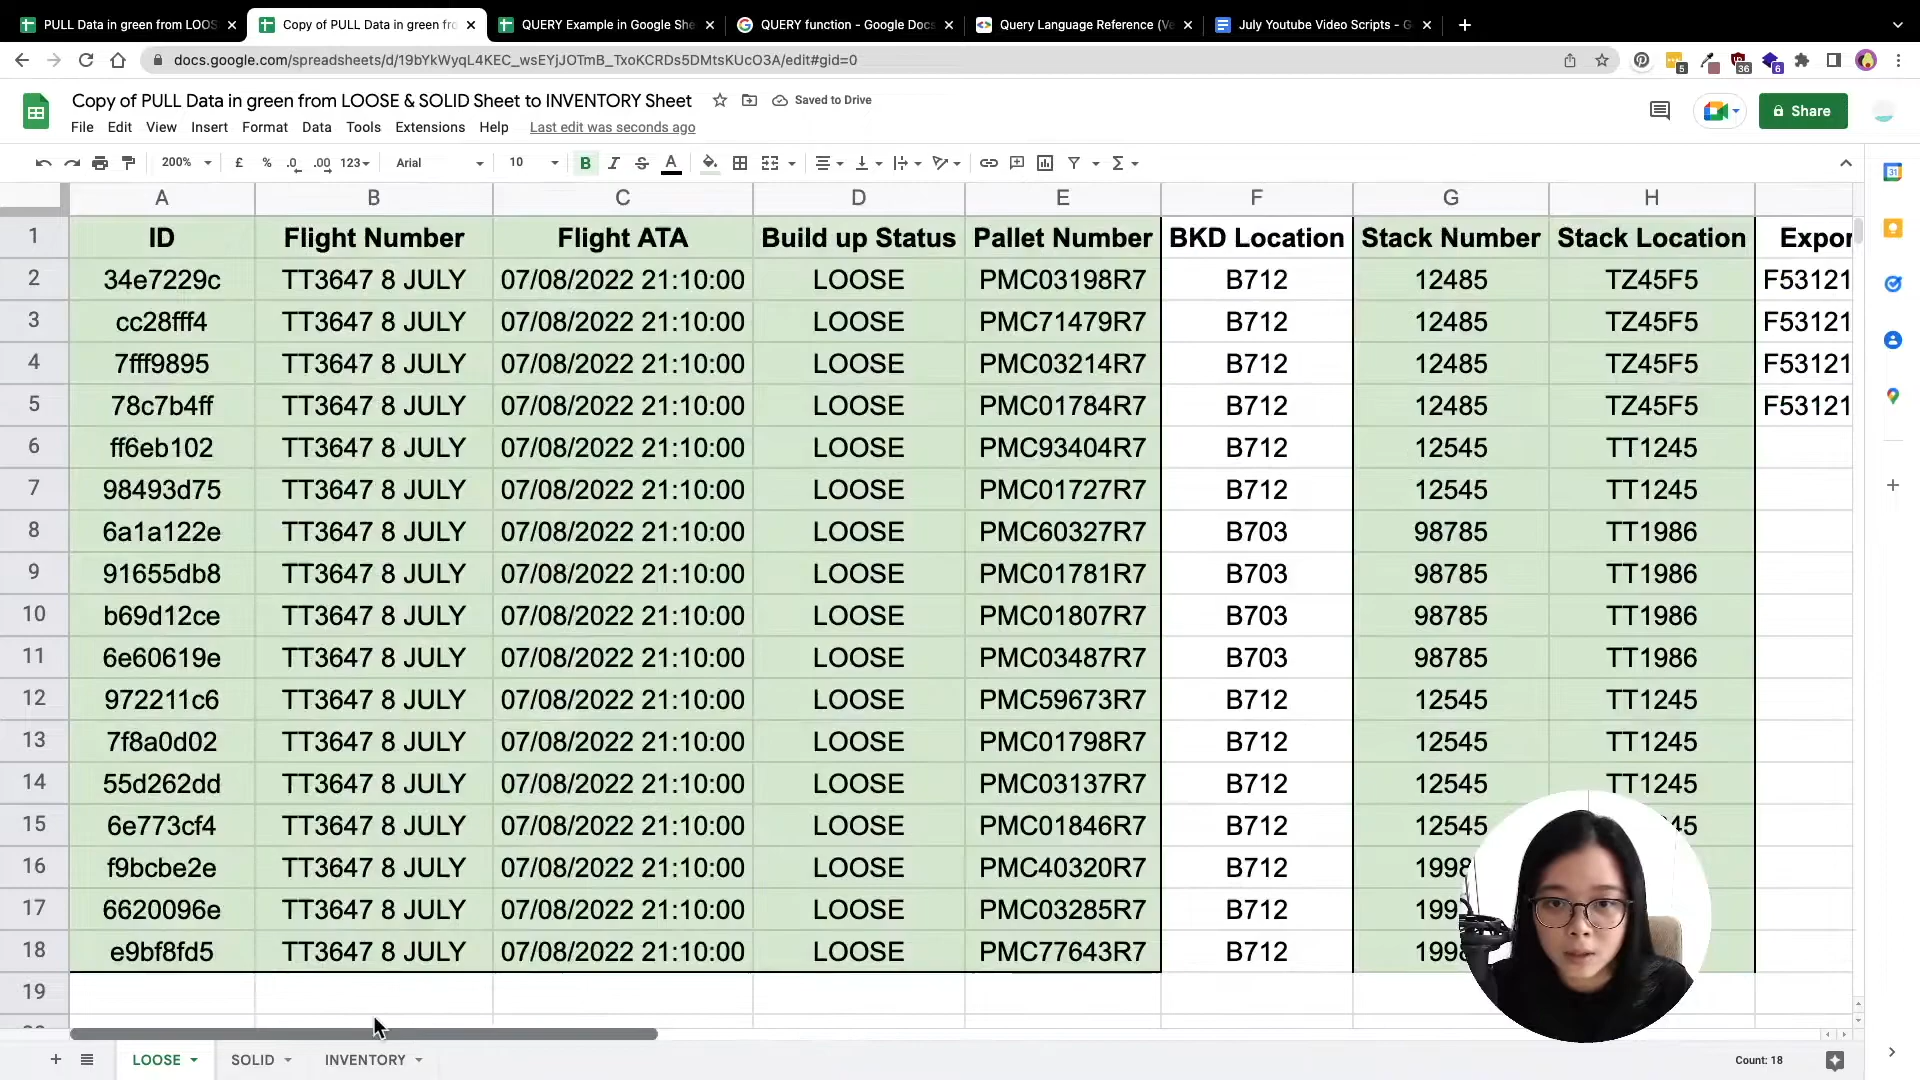 PULL Data in green from LOOS
Copy of PULL Data in green fro
QUERY Example in Google She
QUERY function - Google Docs
Query Language Reference (Ve
July Youtube Video Scripts - G
docs.google.com/spreadsheets/d/19bYkWyqL4KEC_wsEYjJOTmB_TxoKCRDs5DMtsKUcO3A/edit#gid=0
5 36 6
Copy of PULL Data in green from LOOSE & SOLID Sheet to INVENTORY Sheet
Saved to Drive
Share
File Edit View Insert Format Data Tools Extensions Help Last edit was seconds ago
200% £ % .0 .00 123 Arial 10 B I S A Σ
31
A B C D E F G H
1 ID Flight Number Flight ATA Build up Status Pallet Number BKD Location Stack Number Stack Location Expor
2 34e7229c TT3647 8 JULY 07/08/2022 21:10:00 LOOSE PMC03198R7 B712 12485 TZ45F5 F53121
3 cc28fff4 TT3647 8 JULY 07/08/2022 21:10:00 LOOSE PMC71479R7 B712 12485 TZ45F5 F53121
4 7fff9895 TT3647 8 JULY 07/08/2022 21:10:00 LOOSE PMC03214R7 B712 12485 TZ45F5 F53121
5 78c7b4ff TT3647 8 JULY 07/08/2022 21:10:00 LOOSE PMC01784R7 B712 12485 TZ45F5 F53121
6 ff6eb102 TT3647 8 JULY 07/08/2022 21:10:00 LOOSE PMC93404R7 B712 12545 TT1245
7 98493d75 TT3647 8 JULY 07/08/2022 21:10:00 LOOSE PMC01727R7 B712 12545 TT1245
8 6a1a122e TT3647 8 JULY 07/08/2022 21:10:00 LOOSE PMC60327R7 B703 98785 TT1986
9 91655db8 TT3647 8 JULY 07/08/2022 21:10:00 LOOSE PMC01781R7 B703 98785 TT1986
10 b69d12ce TT3647 8 JULY 07/08/2022 21:10:00 LOOSE PMC01807R7 B703 98785 TT1986
11 6e60619e TT3647 8 JULY 07/08/2022 21:10:00 LOOSE PMC03487R7 B703 98785 TT1986
12 972211c6 TT3647 8 JULY 07/08/2022 21:10:00 LOOSE PMC59673R7 B712 12545 TT1245
13 7f8a0d02 TT3647 8 JULY 07/08/2022 21:10:00 LOOSE PMC01798R7 B712 12545 TT1245
14 55d262dd TT3647 8 JULY 07/08/2022 21:10:00 LOOSE PMC03137R7 B712 12545 TT1245
15 6e773cf4 TT3647 8 JULY 07/08/2022 21:10:00 LOOSE PMC01846R7 B712 12545 45
16 f9bcbe2e TT3647 8 JULY 07/08/2022 21:10:00 LOOSE PMC40320R7 B712 1998
17 6620096e TT3647 8 JULY 07/08/2022 21:10:00 LOOSE PMC03285R7 B712 199
18 e9bf8fd5 TT3647 8 JULY 07/08/2022 21:10:00 LOOSE PMC77643R7 B712 1998
19
LOOSE SOLID INVENTORY Count: 18